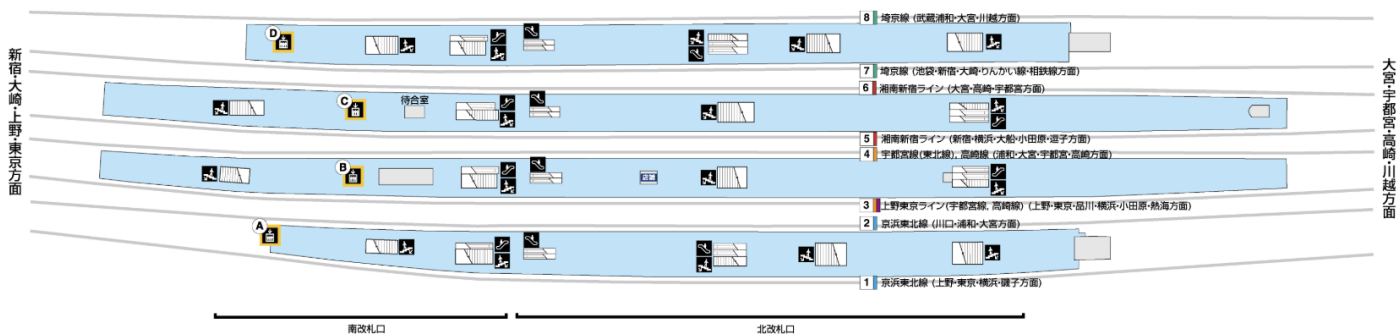 新宿・大崎・上野・東京方面
大宮・宇都宮・高崎・川越方面
8 埼京線 (武蔵浦和・大宮・川越方面)
D
7 埼京線 (池袋・新宿・大崎・りんかい線・相鉄線方面)
6 湘南新宿ライン (大宮・高崎・宇都宮方面)
C
待合室
5 湘南新宿ライン (新宿・横浜・大船・小田原・逗子方面)
4 宇都宮線(東北線), 高崎線 (浦和・大宮・宇都宮・高崎方面)
B
3 上野東京ライン(宇都宮線, 高崎線) (上野・東京・品川・横浜・小田原・熱海方面)
2 京浜東北線 (川口・浦和・大宮方面)
A
1 京浜東北線 (上野・東京・横浜・磯子方面)
南改札口
北改札口